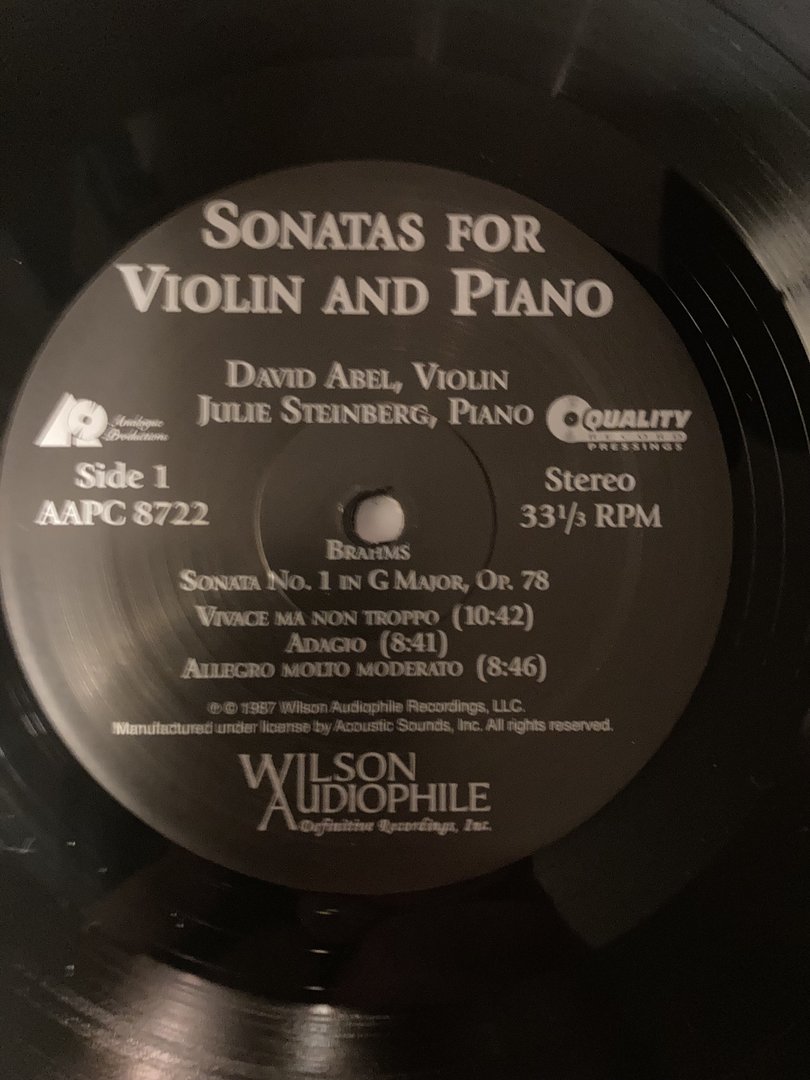 SONATAS FOR
VIOLIN AND PIANO
DAVID ABEL, VIOLIN
JULIE STEINBERG, PIANO
Analogue
Productions
QUALITY
RECORD
PRESSINGS
Side 1
AAPC 8722
Stereo
33 1/3 RPM
BRAHMS
SONATA NO. 1 IN G MAJOR, OP. 78
VIVACE MA NON TROPPO (10:42)
ADAGIO (8:41)
ALLEGRO MOLTO MODERATO (8:46)
℗ © 1987 Wilson Audiophile Recordings, LLC.
Manufactured under license by Acoustic Sounds, Inc. All rights reserved.
WILSON
AUDIOPHILE
Definitive Recordings, Inc.